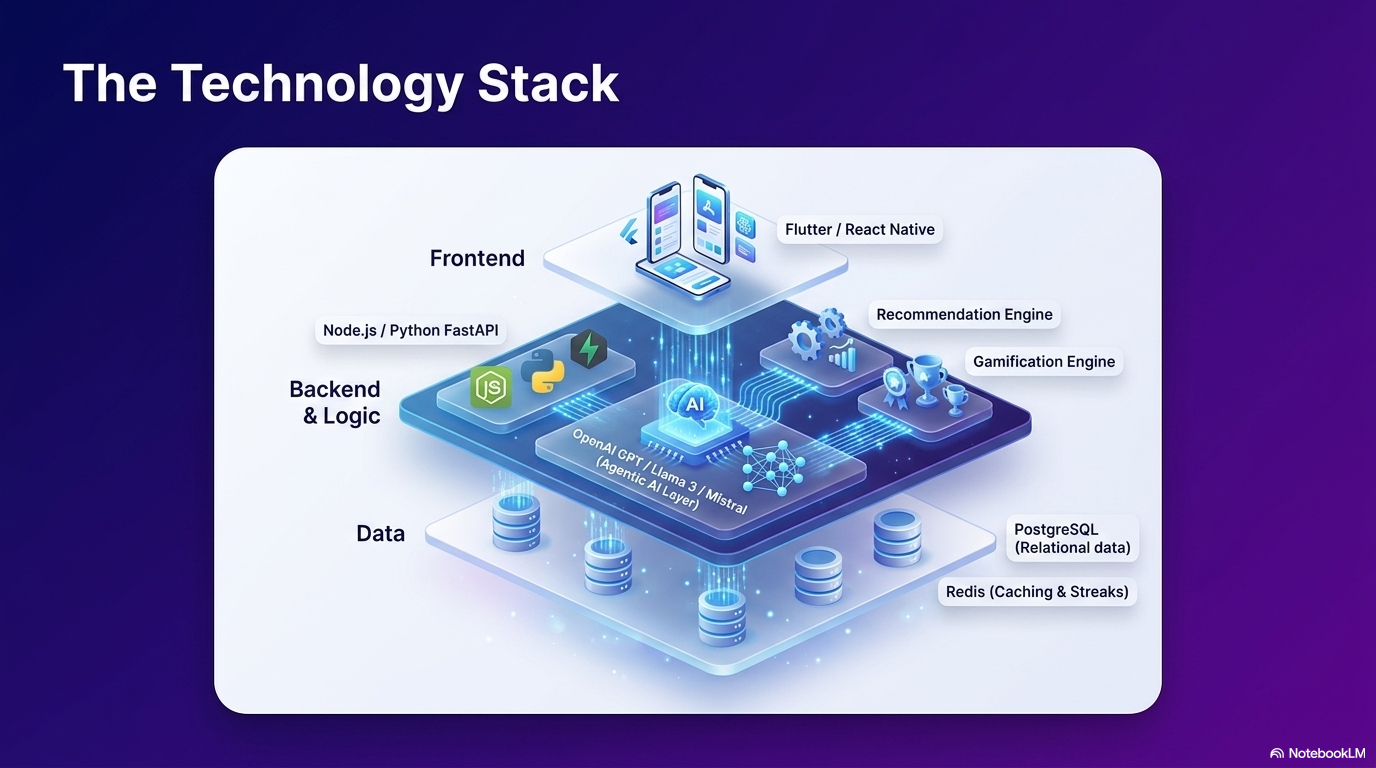 The Technology Stack
Frontend
Flutter / React Native
Node.js / Python FastAPI
Recommendation Engine
Gamification Engine
Backend
& Logic
JS
AI
OpenAI GPT / Llama 3 / Mistral
(Agentic AI Layer)
Data
PostgreSQL
(Relational data)
Redis (Caching & Streaks)
NotebookLM